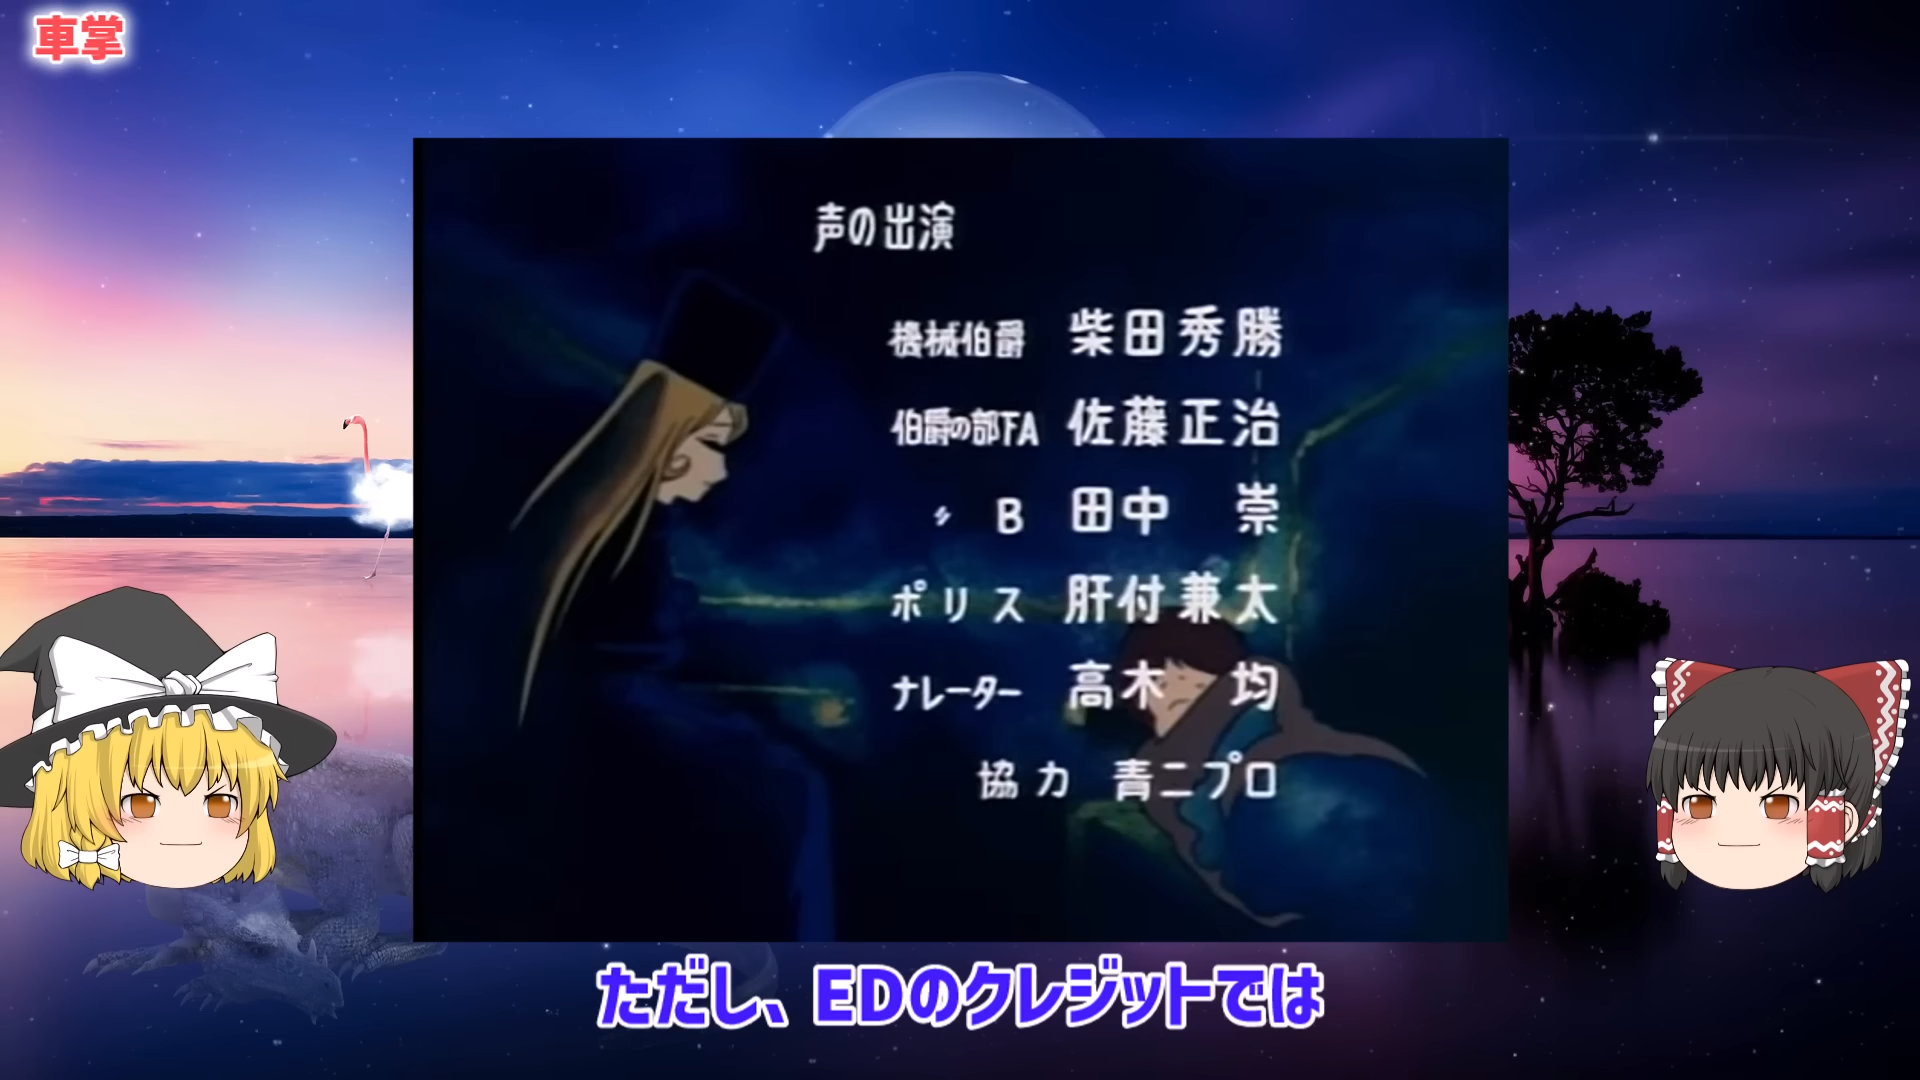 車掌
声の出演
機械伯爵 柴田秀勝
伯爵の部下A 佐藤正治
〃 B 田中 崇
ポリス 肝付兼太
ナレーター 高木 均
協力 青二プロ
ただし、EDのクレジットでは